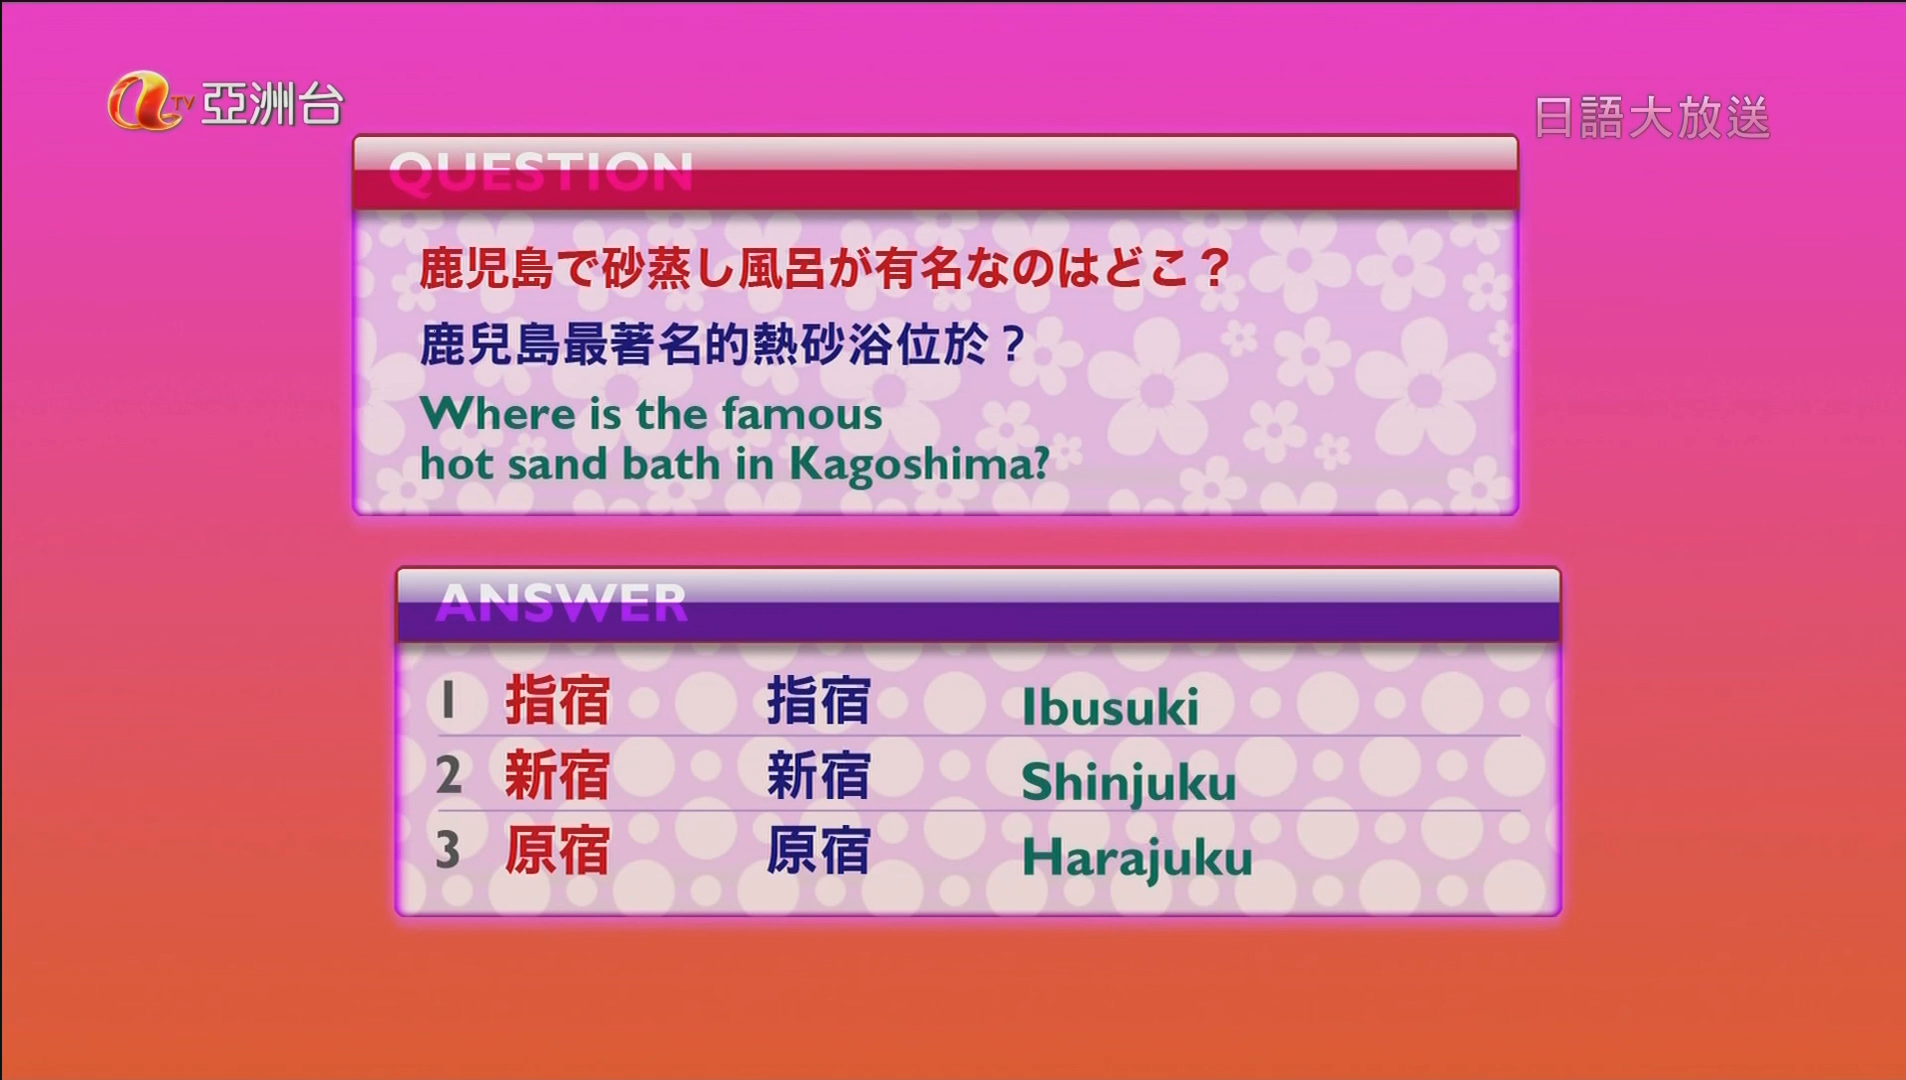 aTV 亞洲台
日語大放送
QUESTION
鹿児島で砂蒸し風呂が有名なのはどこ？
鹿兒島最著名的熱砂浴位於？
Where is the famous
hot sand bath in Kagoshima?
ANSWER
1 指宿 指宿 Ibusuki
2 新宿 新宿 Shinjuku
3 原宿 原宿 Harajuku